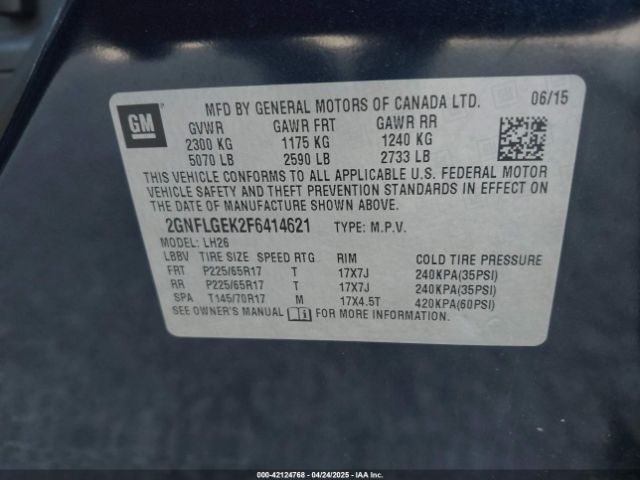 GM
MFD BY GENERAL MOTORS OF CANADA LTD. 06/15
GVWR GAWR FRT GAWR RR
2300 KG 1175 KG 1240 KG
5070 LB 2590 LB 2733 LB
THIS VEHICLE CONFORMS TO ALL APPLICABLE U.S. FEDERAL MOTOR
VEHICLE SAFETY AND THEFT PREVENTION STANDARDS IN EFFECT ON
THE DATE OF MANUFACTURE SHOWN ABOVE.
2GNFLGEK2F6414621 TYPE: M.P.V.
MODEL: LH26
LBBV TIRE SIZE SPEED RTG RIM COLD TIRE PRESSURE
FRT P225/65R17 T 17X7J 240KPA(35PSI)
RR P225/65R17 T 17X7J 240KPA(35PSI)
SPA T145/70R17 M 17X4.5T 420KPA(60PSI)
SEE OWNER'S MANUAL FOR MORE INFORMATION.
000-42124768 - 04/24/2025 - IAA Inc.